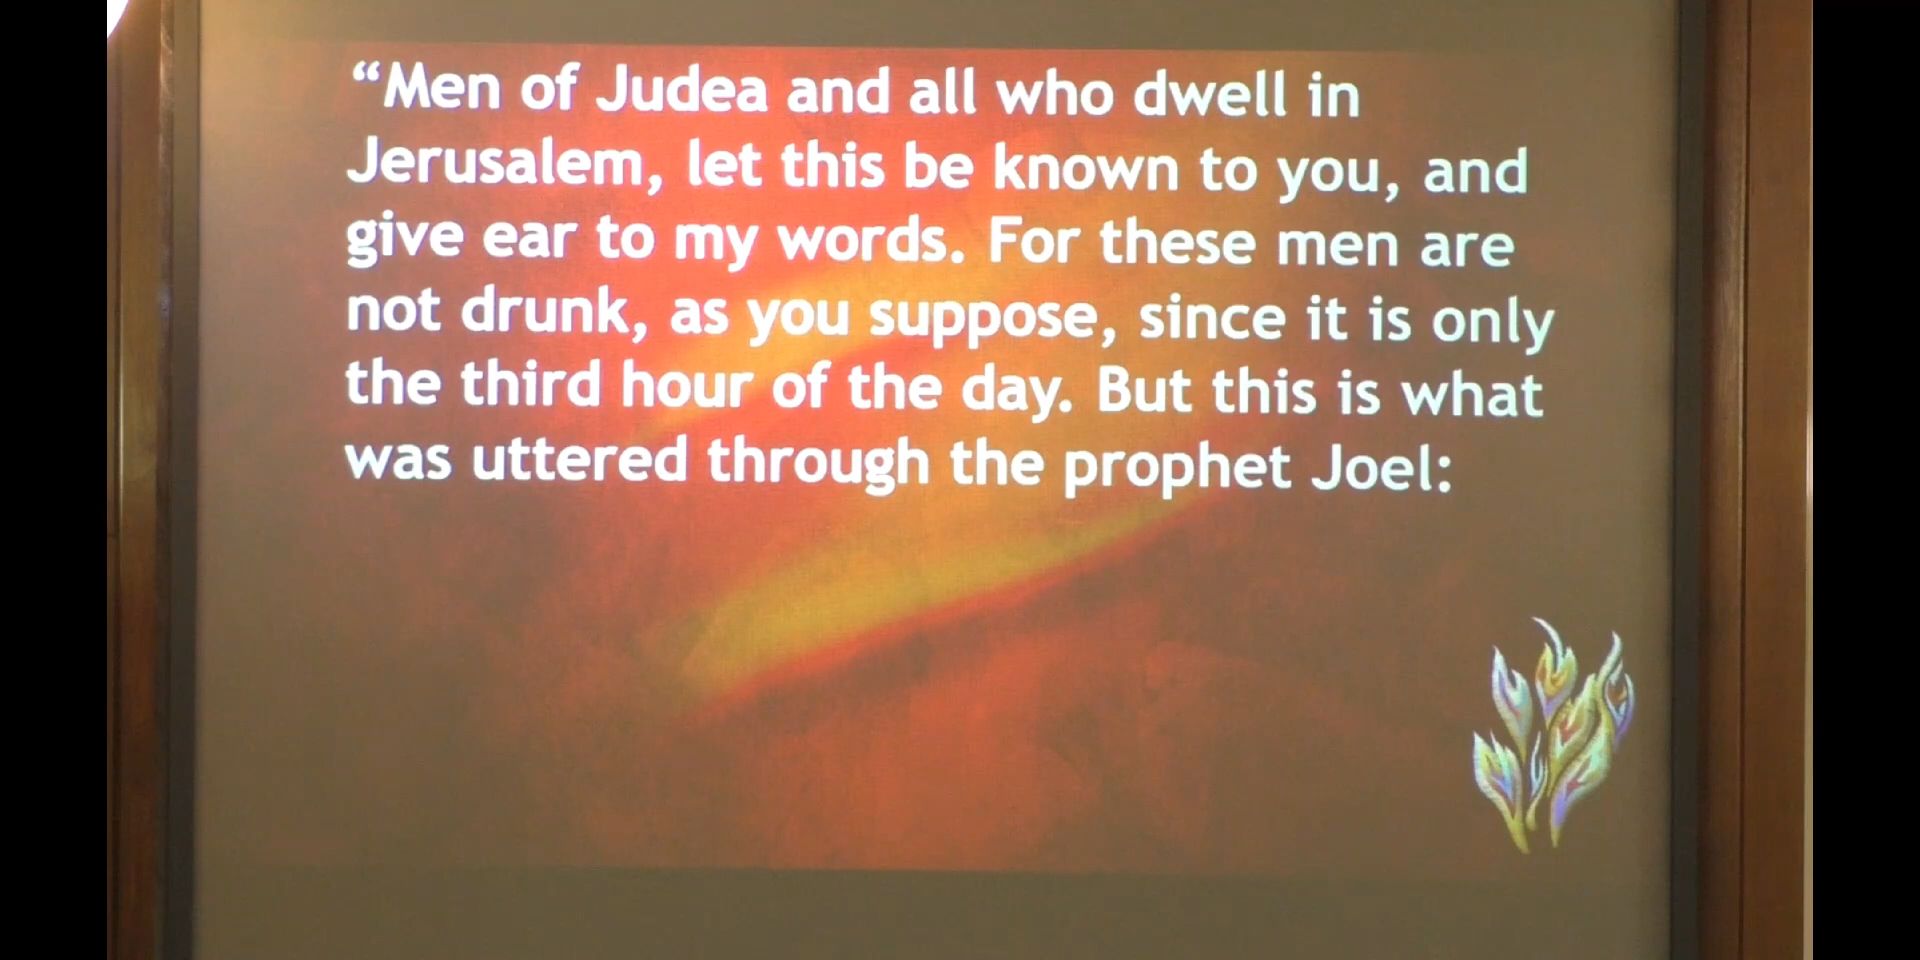 “Men of Judea and all who dwell in
Jerusalem, let this be known to you, and
give ear to my words. For these men are
not drunk, as you suppose, since it is only
the third hour of the day. But this is what
was uttered through the prophet Joel: